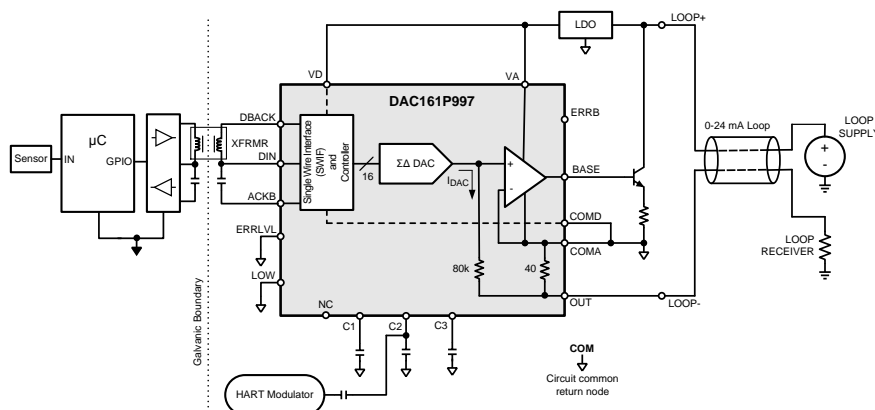 LOOP+
LDO
VD
VA
DAC161P997
DBACK
ERRB
µC
XFRMR
0-24 mA Loop
LOOP
SUPPLY
Sensor
IN
GPIO
DIN
Single Wire Interface
(SWIF)
and
Controller
16
ΣΔ DAC
IDAC
+
-
BASE
+
-
ACKB
COMD
ERRLVL
COMA
LOOP
RECEIVER
80k
40
LOW
OUT
LOOP-
NC
C1
C2
C3
Galvanic Boundary
COM
Circuit common
return node
HART Modulator